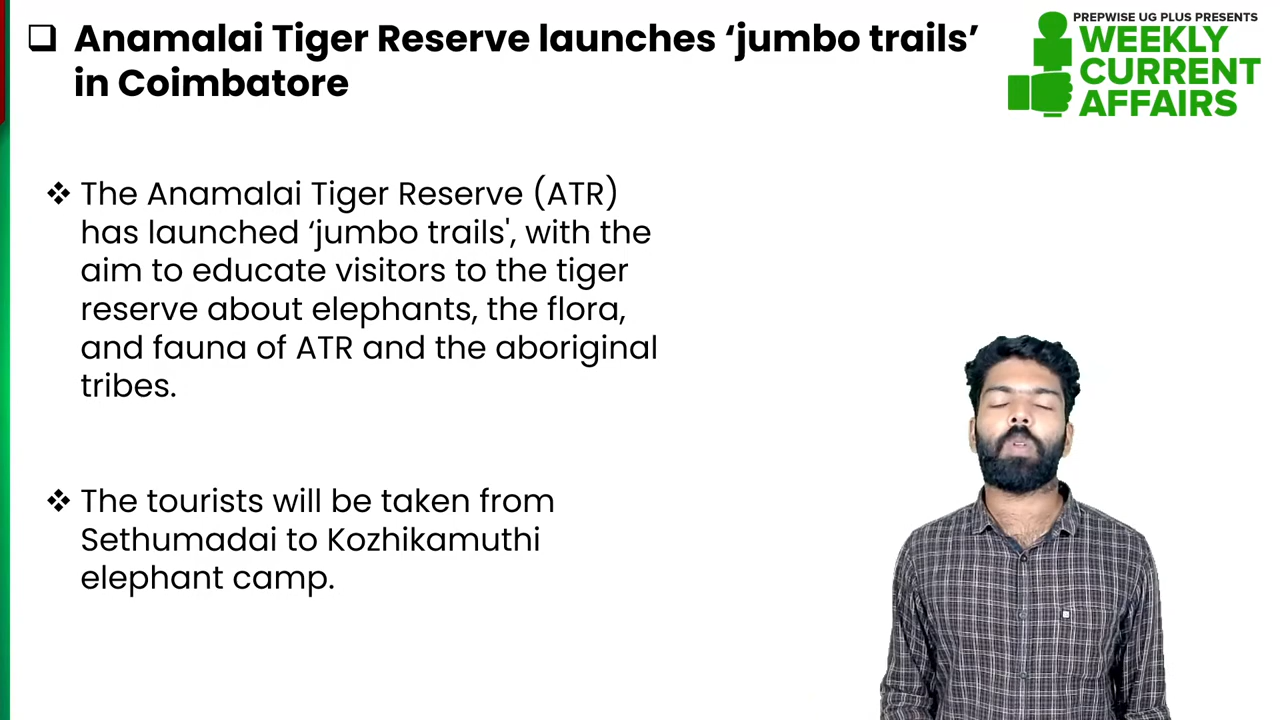 Anamalai Tiger Reserve launches ‘jumbo trails’
in Coimbatore
PREPWISE UG PLUS PRESENTS
WEEKLY
CURRENT
AFFAIRS
The Anamalai Tiger Reserve (ATR)
has launched ‘jumbo trails', with the
aim to educate visitors to the tiger
reserve about elephants, the flora,
and fauna of ATR and the aboriginal
tribes.
The tourists will be taken from
Sethumadai to Kozhikamuthi
elephant camp.